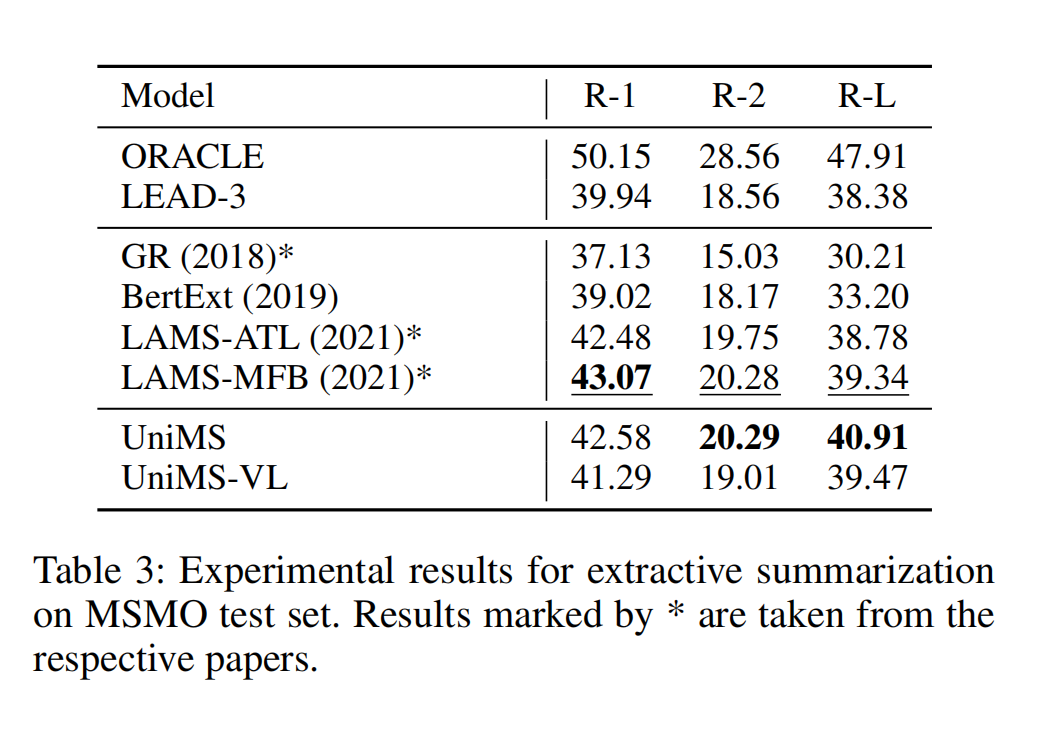 Model R-1 R-2 R-L
ORACLE 50.15 28.56 47.91
LEAD-3 39.94 18.56 38.38
GR (2018)* 37.13 15.03 30.21
BertExt (2019) 39.02 18.17 33.20
LAMS-ATL (2021)* 42.48 19.75 38.78
LAMS-MFB (2021)* 43.07 20.28 39.34
UniMS 42.58 20.29 40.91
UniMS-VL 41.29 19.01 39.47
Table 3: Experimental results for extractive summarization
on MSMO test set. Results marked by * are taken from the
respective papers.